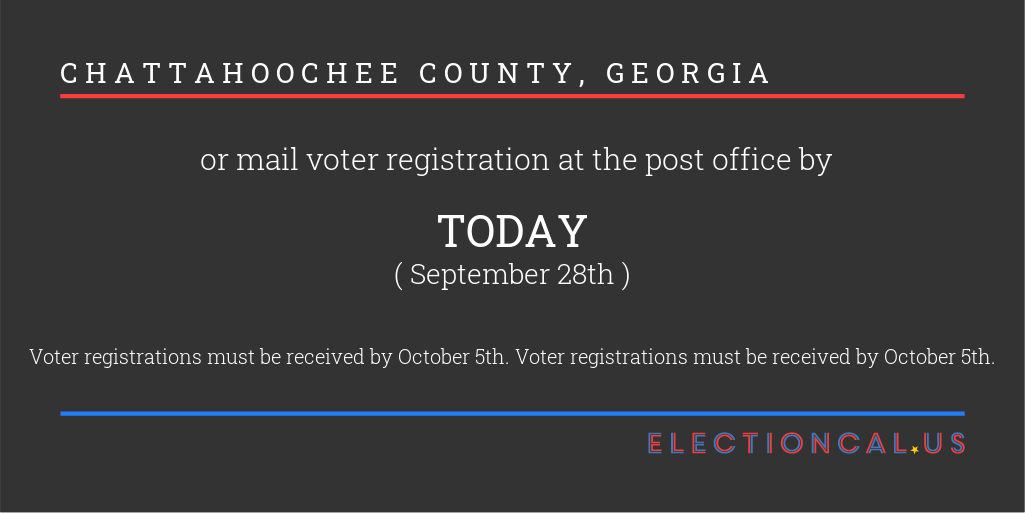 CHATTAHOOCHEE COUNTY, GEORGIA
or mail voter registration at the post office by
TODAY
( September 28th )
Voter registrations must be received by October 5th. Voter registrations must be received by October 5th.
ELECTIONCAL.US